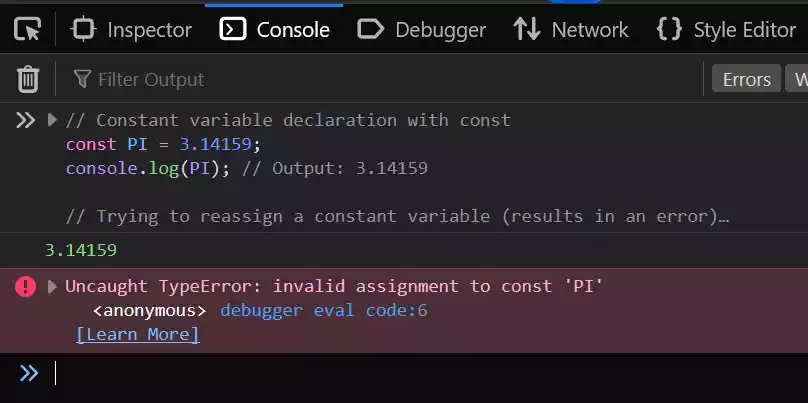 Inspector Console Debugger Network Style Editor
Filter Output Errors W
// Constant variable declaration with const
const PI = 3.14159;
console.log(PI); // Output: 3.14159
// Trying to reassign a constant variable (results in an error)…
3.14159
Uncaught TypeError: invalid assignment to const 'PI'
<anonymous> debugger eval code:6
[Learn More]